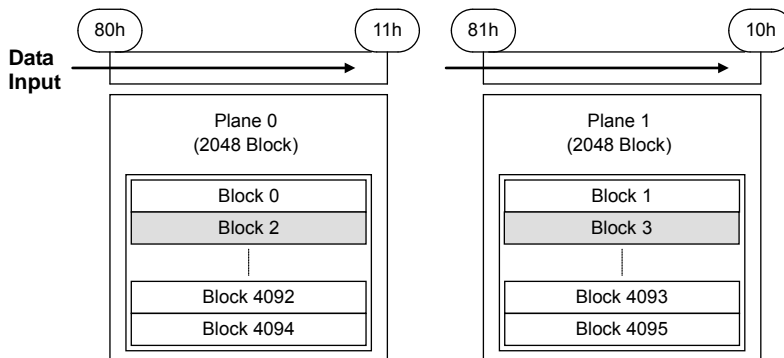 80h
11h
81h
10h
Data
Input
Plane 0
(2048 Block)
Block 0
Block 2
Block 4092
Block 4094
Plane 1
(2048 Block)
Block 1
Block 3
Block 4093
Block 4095